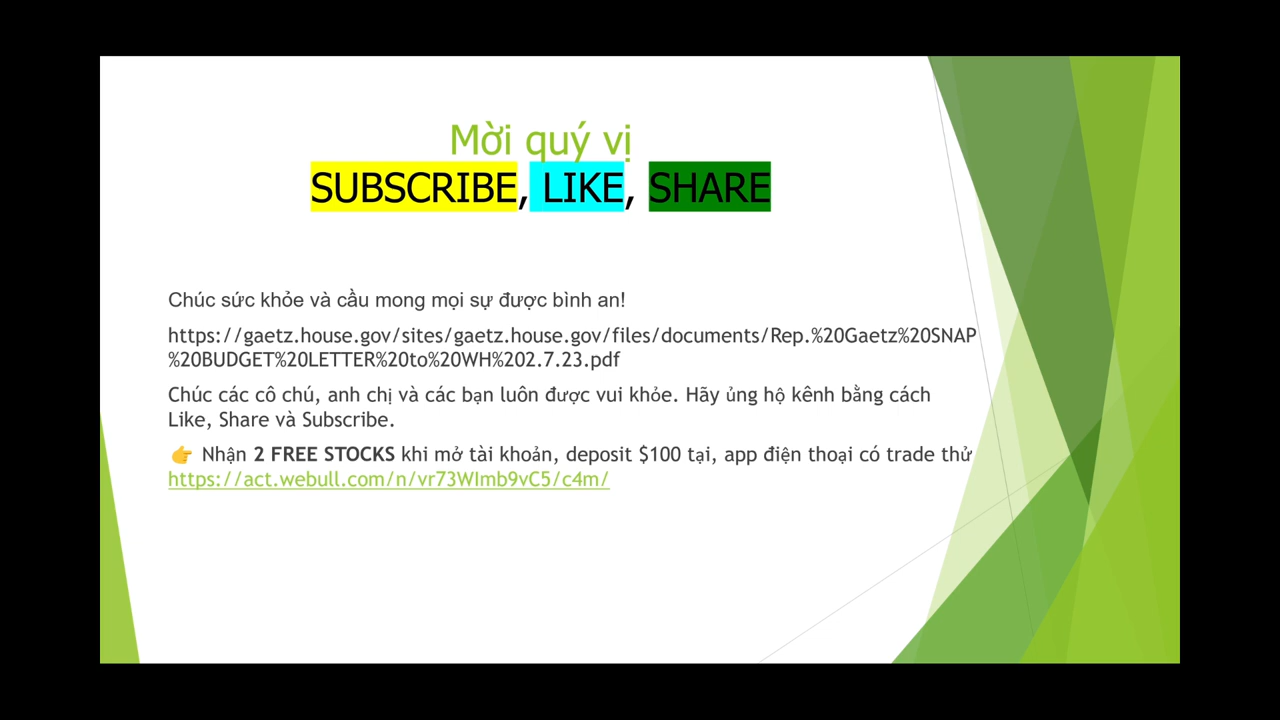 Mời quý vị
SUBSCRIBE, LIKE, SHARE
Chúc sức khỏe và cầu mong mọi sự được bình an!
https://gaetz.house.gov/sites/gaetz.house.gov/files/documents/Rep.%20Gaetz%20SNAP
%20BUDGET%20LETTER%20to%20WH%202.7.23.pdf
Chúc các cô chú, anh chị và các bạn luôn được vui khỏe. Hãy ủng hộ kênh bằng cách
Like, Share và Subscribe.
👉 Nhận 2 FREE STOCKS khi mở tài khoản, deposit $100 tại, app điện thoại có trade thử
https://act.webull.com/n/vr73WImb9vC5/c4m/